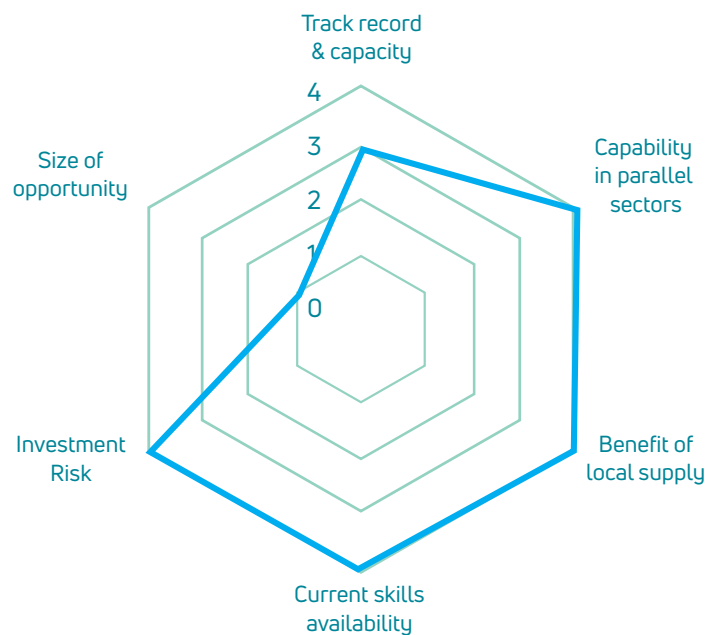 Track record
& capacity
4
3
2
1
0
Size of
opportunity
Capability
in parallel
sectors
Investment
Risk
Benefit of
local supply
Current skills
availability